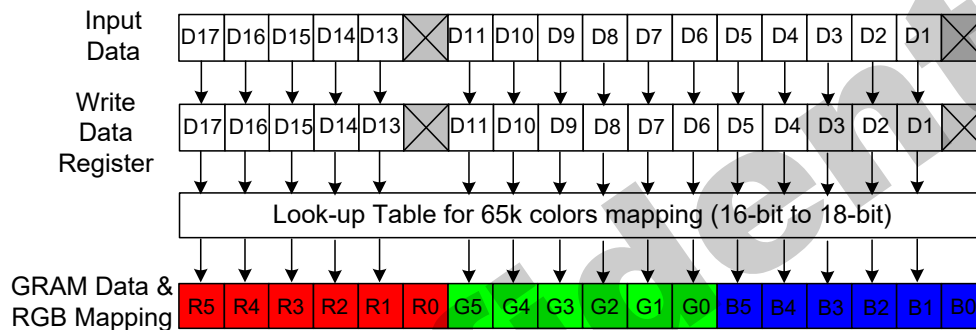 Input
Data
D17 D16 D15 D14 D13 D11 D10 D9 D8 D7 D6 D5 D4 D3 D2 D1
Write
Data
Register
D17 D16 D15 D14 D13 D11 D10 D9 D8 D7 D6 D5 D4 D3 D2 D1
Look-up Table for 65k colors mapping (16-bit to 18-bit)
GRAM Data &
RGB Mapping
R5 R4 R3 R2 R1 R0 G5 G4 G3 G2 G1 G0 B5 B4 B3 B2 B1 B0